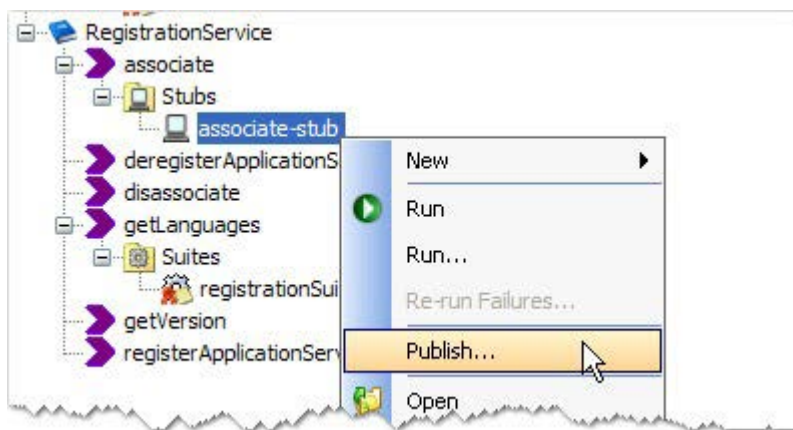 RegistrationService
associate
Stubs
associate-stub
deregisterApplicationS
disassociate
getLanguages
Suites
registrationSui
getVersion
registerApplicationServ
New
Run
Run...
Re-run Failures...
Publish...
Open